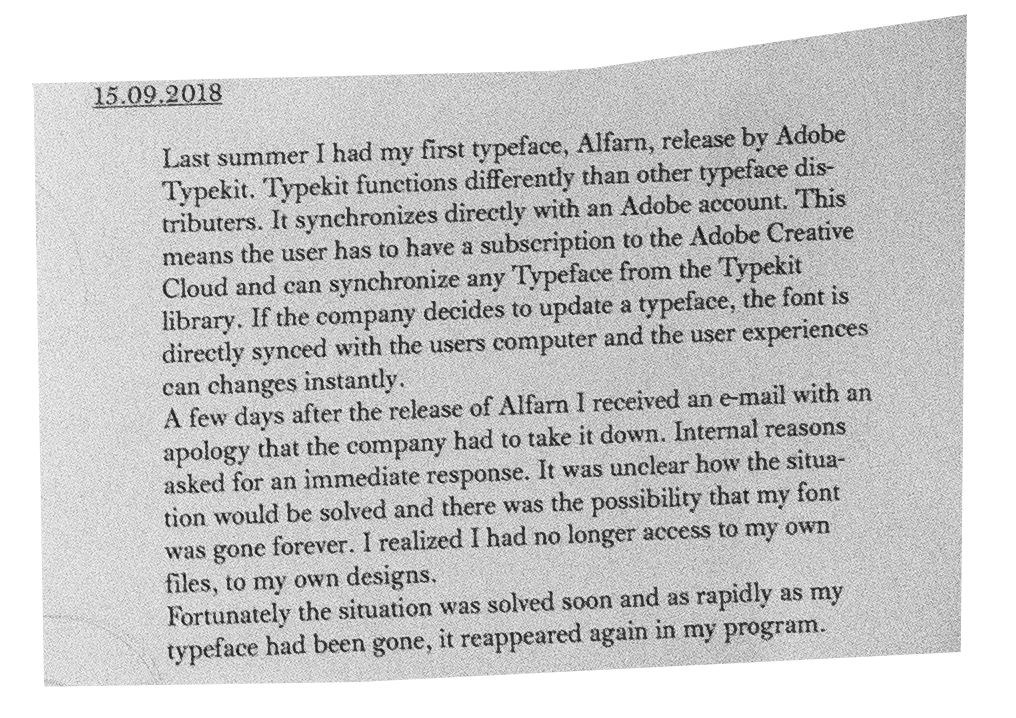 15.09.2018
Last summer I had my first typeface, Alfarn, release by Adobe
Typekit. Typekit functions differently than other typeface dis-
tributers. It synchronizes directly with an Adobe account. This
means the user has to have a subscription to the Adobe Creative
Cloud and can synchronize any Typeface from the Typekit
library. If the company decides to update a typeface, the font is
directly synced with the users computer and the user experiences
can changes instantly.
A few days after the release of Alfarn I received an e-mail with an
apology that the company had to take it down. Internal reasons
asked for an immediate response. It was unclear how the situa-
tion would be solved and there was the possibility that my font
was gone forever. I realized I had no longer access to my own
files, to my own designs.
Fortunately the situation was solved soon and as rapidly as my
typeface had been gone, it reappeared again in my program.